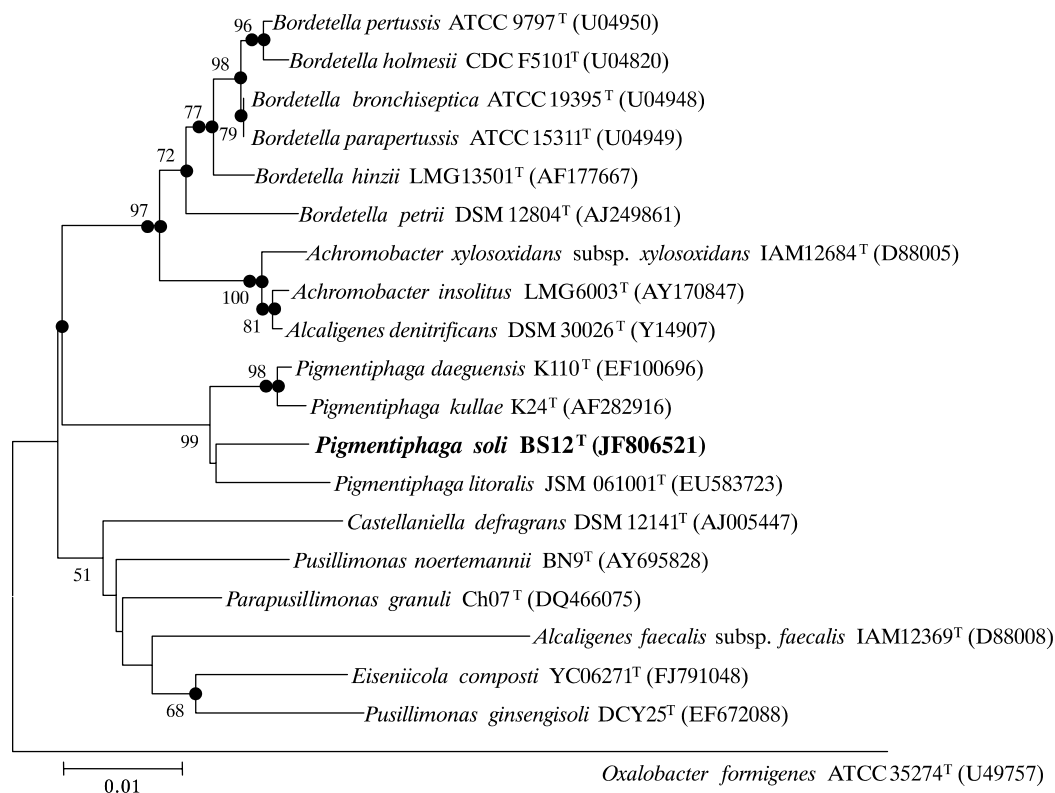 96 Bordetella pertussis ATCC 9797T (U04950)
Bordetella holmesii CDC F5101T (U04820)
98
Bordetella bronchiseptica ATCC 19395T (U04948)
77
79 Bordetella parapertussis ATCC 15311T (U04949)
72
Bordetella hinzii LMG13501T (AF177667)
97 Bordetella petrii DSM 12804T (AJ249861)
Achromobacter xylosoxidans subsp. xylosoxidans IAM12684T (D88005)
100 Achromobacter insolitus LMG6003T (AY170847)
81 Alcaligenes denitrificans DSM 30026T (Y14907)
98 Pigmentiphaga daeguensis K110T (EF100696)
Pigmentiphaga kullae K24T (AF282916)
99 Pigmentiphaga soli BS12T (JF806521)
Pigmentiphaga litoralis JSM 061001T (EU583723)
Castellaniella defragrans DSM 12141T (AJ005447)
51 Pusillimonas noertemannii BN9T (AY695828)
Parapusillimonas granuli Ch07T (DQ466075)
Alcaligenes faecalis subsp. faecalis IAM12369T (D88008)
Eiseniicola composti YC06271T (FJ791048)
68 Pusillimonas ginsengisoli DCY25T (EF672088)
Oxalobacter formigenes ATCC 35274T (U49757)
0.01